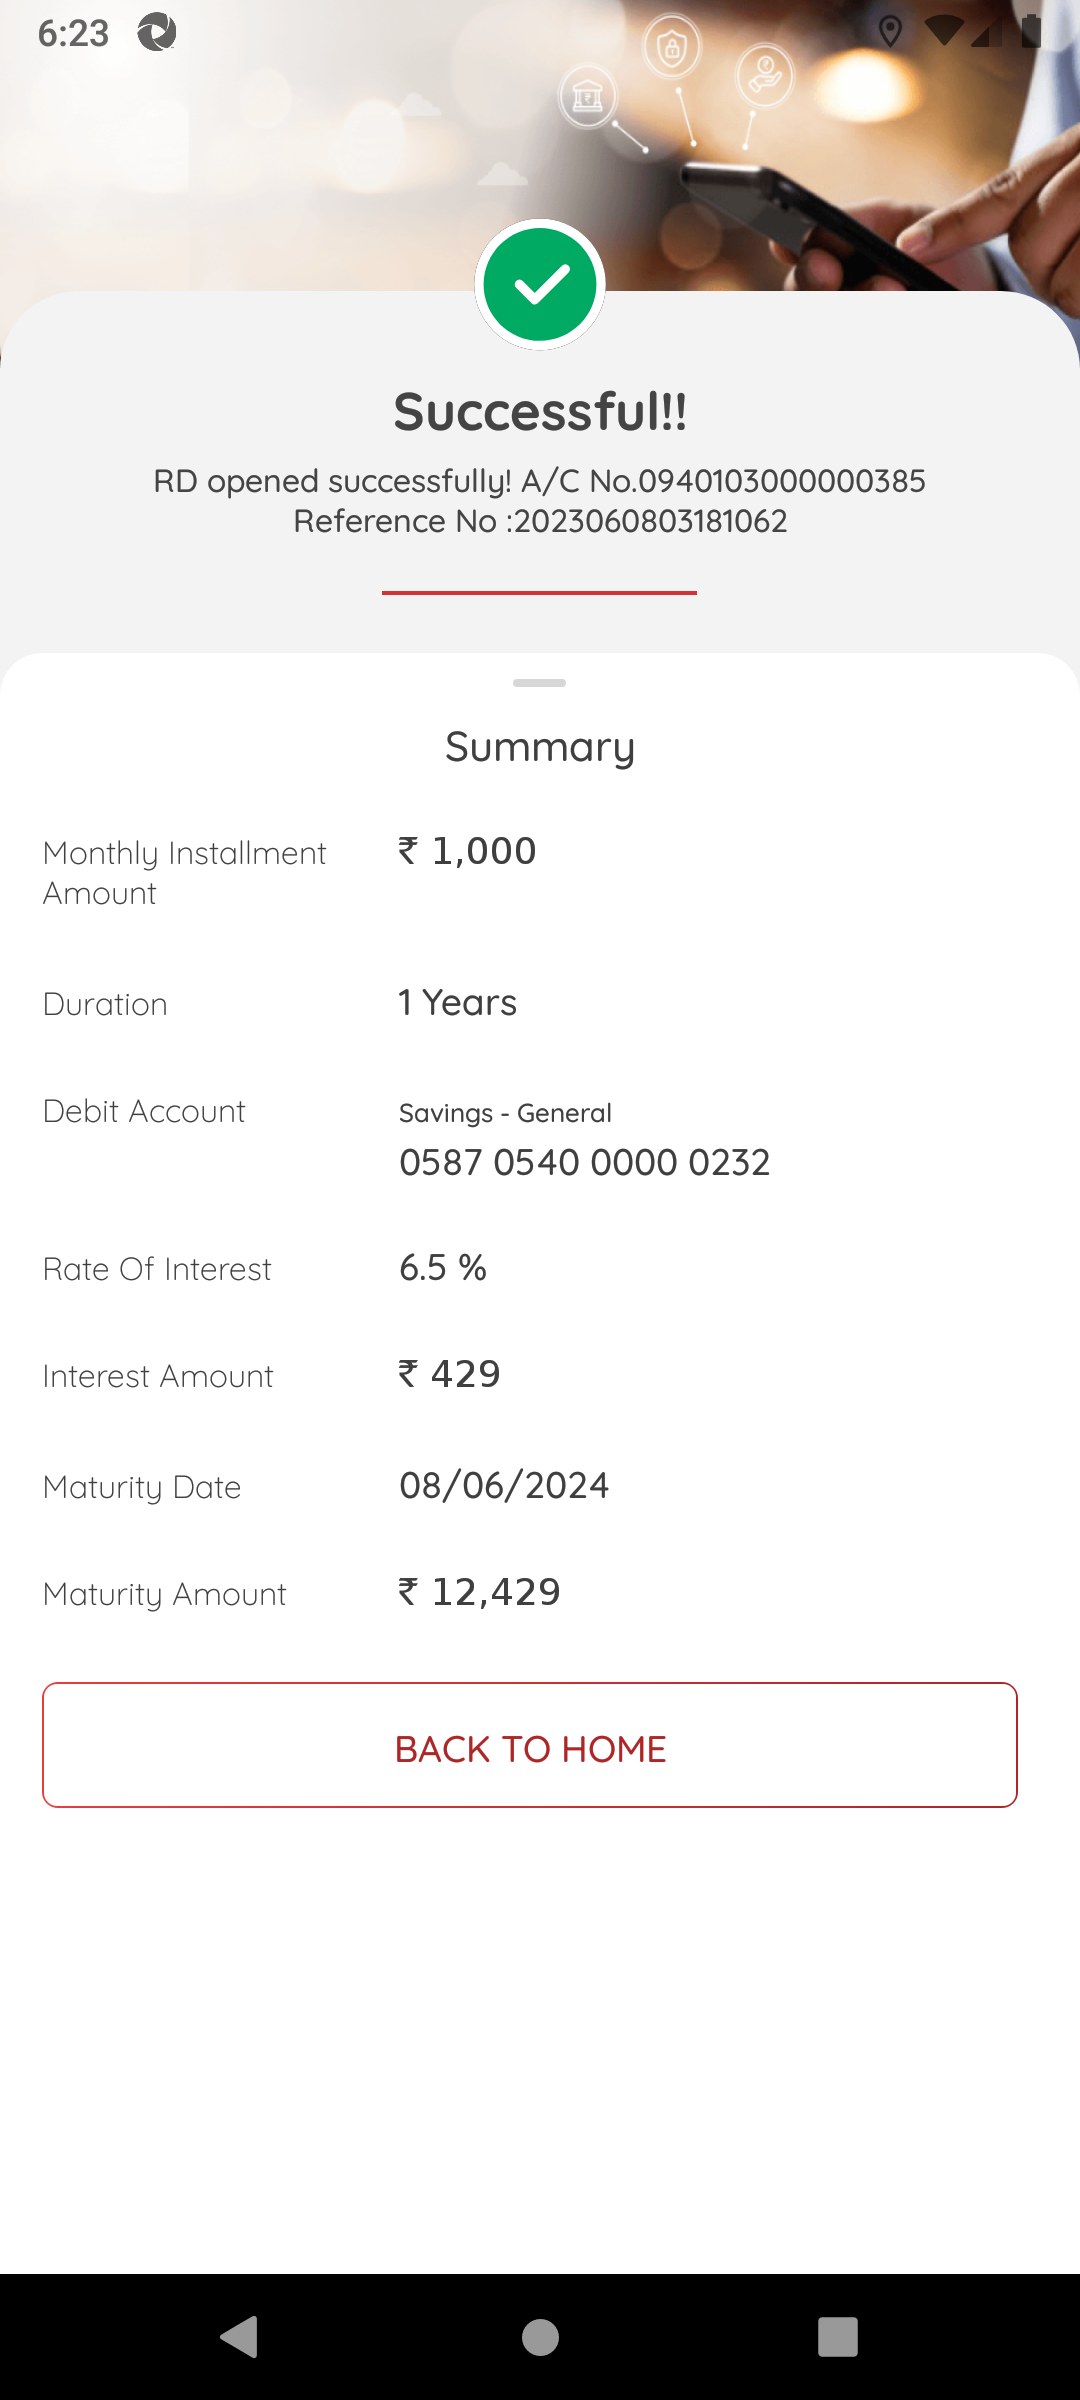 6:23
Successful!!
RD opened successfully! A/C No.0940103000000385
Reference No :2023060803181062
Summary
Monthly Installment Amount ₹ 1,000
Duration 1 Years
Debit Account Savings - General
0587 0540 0000 0232
Rate Of Interest 6.5 %
Interest Amount ₹ 429
Maturity Date 08/06/2024
Maturity Amount ₹ 12,429
BACK TO HOME